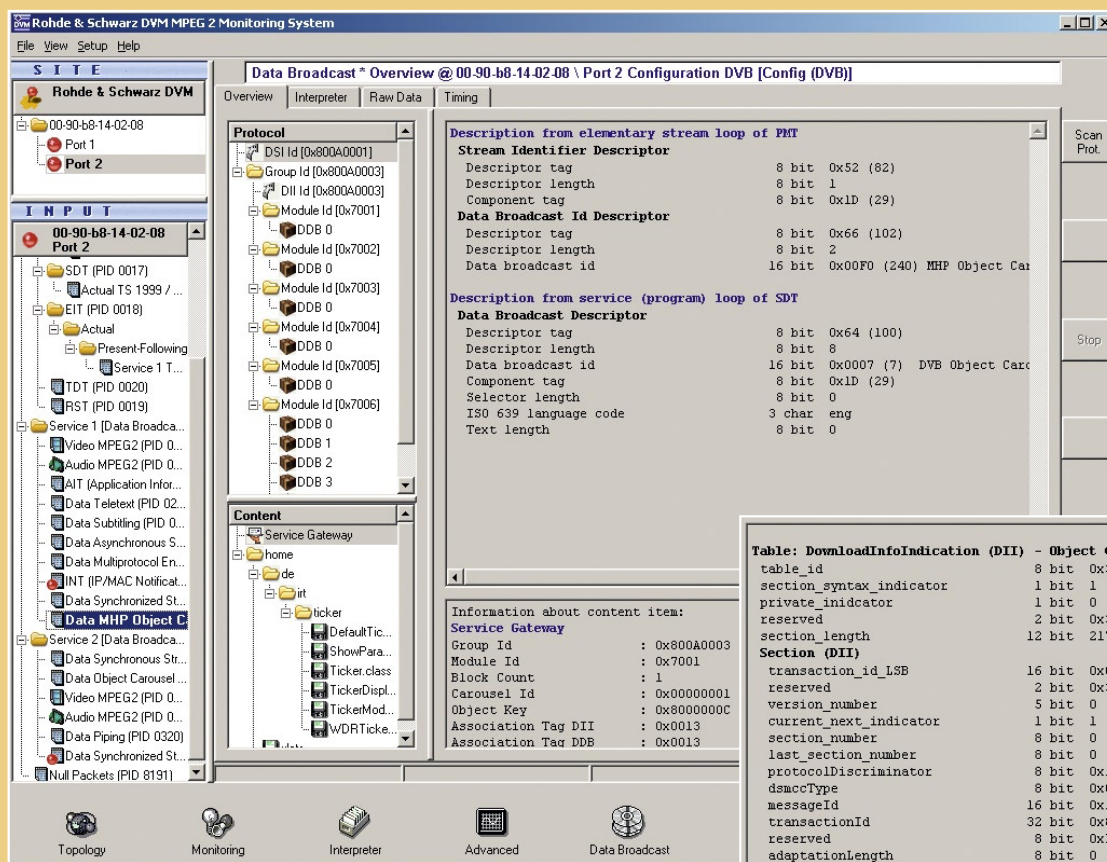 Rohde & Schwarz DVM MPEG 2 Monitoring System
File View Setup Help
SITE
Rohde & Schwarz DVM
00-90-b8-14-02-08
Port 1
Port 2
INPUT
00-90-b8-14-02-08
Port 2
SDT (PID 0017)
Actual TS 1999 / ...
EIT (PID 0018)
Actual
Present-Following
Service 1 T...
TDT (PID 0020)
RST (PID 0019)
Service 1 [Data Broadca...
Video MPEG2 (PID 0...
Audio MPEG2 (PID 0...
AIT (Application Infor...
Data Teletext (PID 02...
Data Subtitling (PID 0...
Data Asynchronous S...
Data Multiprotocol En...
INT (IP/MAC Notificat...
Data Synchronized St...
Data MHP Object C
Service 2 [Data Broadca...
Data Synchronous Str...
Data Object Carousel ...
Video MPEG2 (PID 0...
Audio MPEG2 (PID 0...
Data Piping (PID 0320)
Data Synchronized St...
Null Packets (PID 8191)
Data Broadcast * Overview @ 00-90-b8-14-02-08 \ Port 2 Configuration DVB [Config (DVB)]
Overview Interpreter Raw Data Timing
Protocol
DSI Id [0x800A0001]
Group Id [0x800A0003]
DII Id [0x800A0003]
Module Id [0x7001]
DDB 0
Module Id [0x7002]
DDB 0
Module Id [0x7003]
DDB 0
Module Id [0x7004]
DDB 0
Module Id [0x7005]
DDB 0
Module Id [0x7006]
DDB 0
DDB 1
DDB 2
DDB 3
Content
Service Gateway
home
de
irt
ticker
DefaultTic...
ShowPara...
Ticker.class
TickerDispl...
TickerMod...
WDRTicke...
Description from elementary stream loop of PMT
Stream Identifier Descriptor
Descriptor tag 8 bit 0x52 (82)
Descriptor length 8 bit 1
Component tag 8 bit 0x1D (29)
Data Broadcast Id Descriptor
Descriptor tag 8 bit 0x66 (102)
Descriptor length 8 bit 2
Data broadcast id 16 bit 0x00F0 (240) MHP Object Car
Description from service (program) loop of SDT
Data Broadcast Descriptor
Descriptor tag 8 bit 0x64 (100)
Descriptor length 8 bit 8
Data broadcast id 16 bit 0x0007 (7) DVB Object Carc
Component tag 8 bit 0x1D (29)
Selector length 8 bit 0
ISO 639 language code 3 char eng
Text length 8 bit 0
Information about content item:
Service Gateway
Group Id : 0x800A0003
Module Id : 0x7001
Block Count : 1
Carousel Id : 0x00000001
Object Key : 0x8000000C
Association Tag DII : 0x0013
Association Tag DDB : 0x0013
Scan
Prot.
Stop
Table: DownloadInfoIndication (DII) - Object
table_id 8 bit
section_syntax_indicator 1 bit 1
private_inidcator 1 bit 0
reserved 2 bit
section_length 12 bit
Section (DII)
transaction_id_LSB 16 bit
reserved 2 bit
version_number 5 bit 0
current_next_indicator 1 bit 1
section_number 8 bit 0
last_section_number 8 bit 0
protocolDiscriminator 8 bit
dsmccType 8 bit
messageId 16 bit
transactionId 32 bit
reserved 8 bit
adaptationLength 8 bit 0
Topology Monitoring Interpreter Advanced Data Broadcast